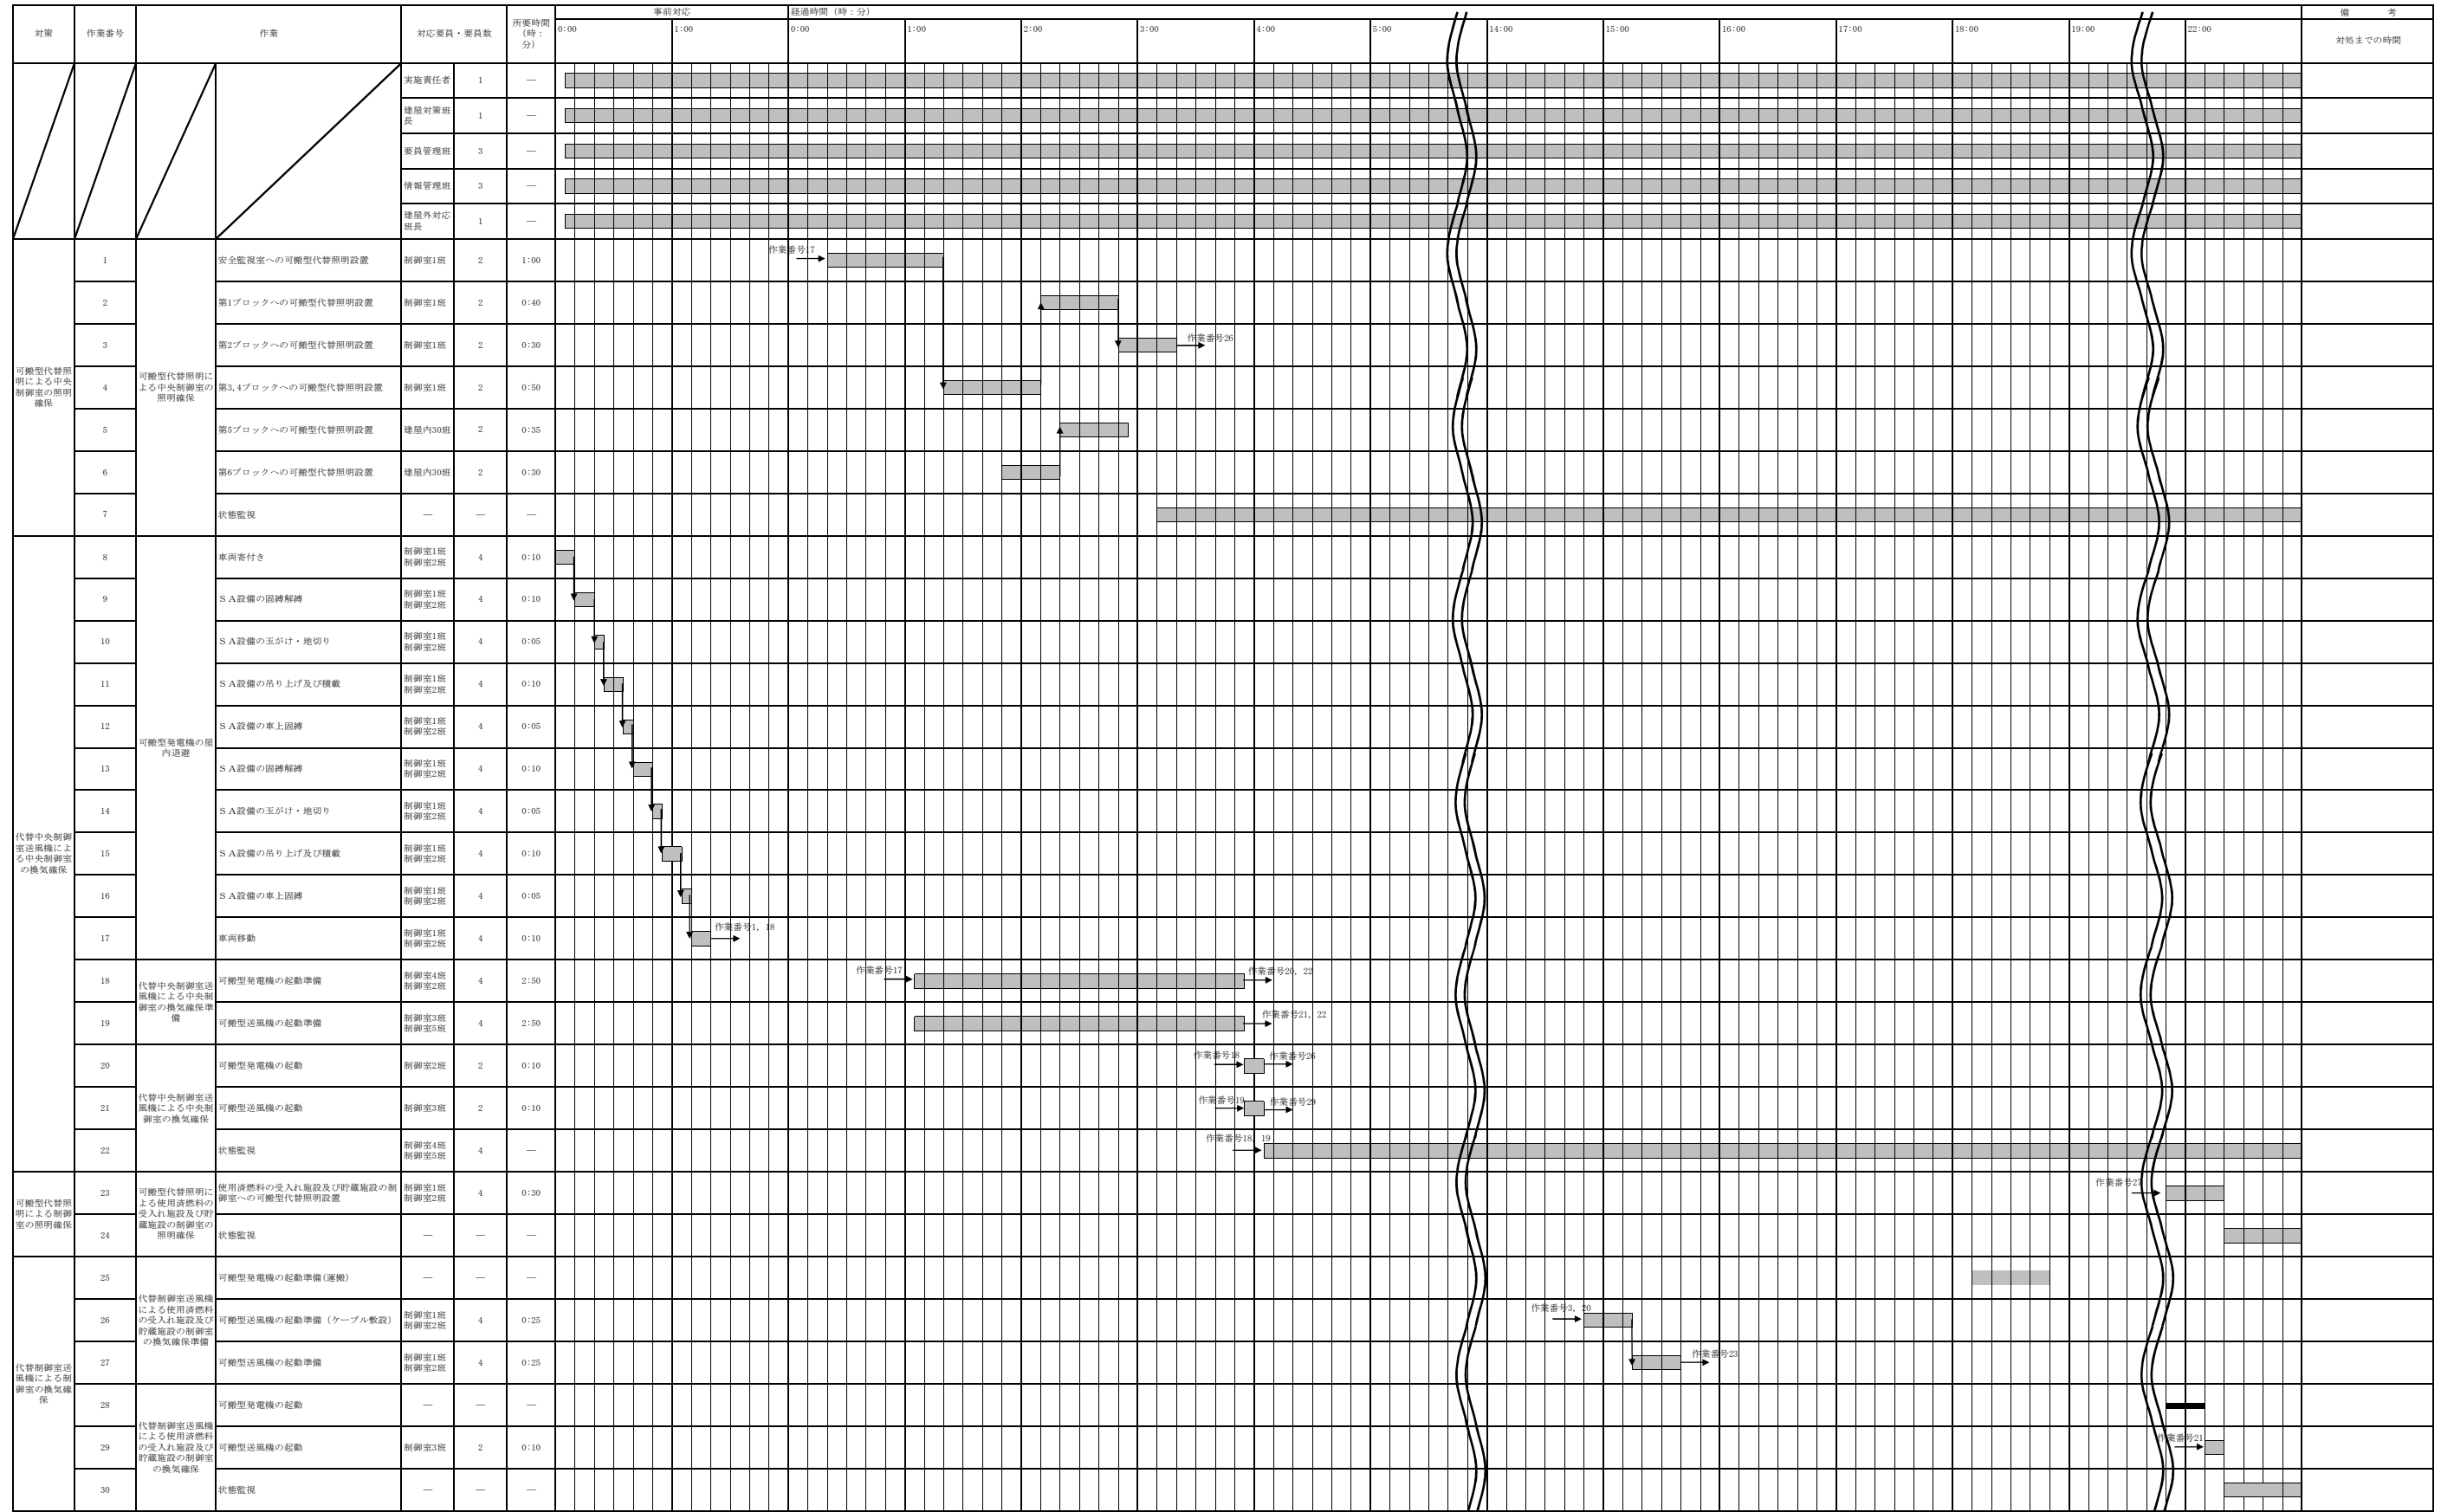 対策
作業番号
作業
対応要員・要員数
所要時間
（時：
分）
事前対応
経過時間（時：分）
備　考
対処までの時間
0:00
1:00
0:00
1:00
2:00
3:00
4:00
5:00
14:00
15:00
16:00
17:00
18:00
19:00
22:00
実施責任者 1 ―
建屋対策班
長
1 ―
要員管理班 3 ―
情報管理班 3 ―
建屋外対応
班長
1 ―
可搬型代替照
明による中央
制御室の照明
確保
可搬型代替照明に
よる中央制御室の
照明確保
1 安全監視室への可搬型代替照明設置 制御室1班 2 1:00 作業番号17
2 第1ブロックへの可搬型代替照明設置 制御室1班 2 0:40
3 第2ブロックへの可搬型代替照明設置 制御室1班 2 0:30 作業番号26
4 第3,4ブロックへの可搬型代替照明設置 制御室1班 2 0:50
5 第5ブロックへの可搬型代替照明設置 建屋内30班 2 0:35
6 第6ブロックへの可搬型代替照明設置 建屋内30班 2 0:30
7 状態監視 ― ― ―
代替中央制御
室送風機によ
る中央制御室
の換気確保
可搬型発電機の屋
内退避
8 車両寄付き 制御室1班
制御室2班
4 0:10
9 ＳＡ設備の固縛解縛 制御室1班
制御室2班
4 0:10
10 ＳＡ設備の玉がけ・地切り 制御室1班
制御室2班
4 0:05
11 ＳＡ設備の吊り上げ及び積載 制御室1班
制御室2班
4 0:10
12 ＳＡ設備の車上固縛 制御室1班
制御室2班
4 0:05
13 ＳＡ設備の固縛解縛 制御室1班
制御室2班
4 0:10
14 ＳＡ設備の玉がけ・地切り 制御室1班
制御室2班
4 0:05
15 ＳＡ設備の吊り上げ及び積載 制御室1班
制御室2班
4 0:10
16 ＳＡ設備の車上固縛 制御室1班
制御室2班
4 0:05
17 車両移動 制御室1班
制御室2班
4 0:10 作業番号1, 18
代替中央制御室送
風機による中央制
御室の換気確保準
備
18 可搬型発電機の起動準備 制御室4班
制御室2班
4 2:50 作業番号17 作業番号20, 22
19 可搬型送風機の起動準備 制御室3班
制御室5班
4 2:50 作業番号21, 22
代替中央制御室送
風機による中央制
御室の換気確保
20 可搬型発電機の起動 制御室2班 2 0:10 作業番号18 作業番号26
21 可搬型送風機の起動 制御室3班 2 0:10 作業番号19 作業番号29
22 状態監視 制御室4班
制御室5班
4 ― 作業番号18, 19
可搬型代替照
明による制御
室の照明確保
可搬型代替照明に
よる使用済燃料の
受入れ施設及び貯
蔵施設の制御室の
照明確保
23 使用済燃料の受入れ施設及び貯蔵施設の制
御室への可搬型代替照明設置
制御室1班
制御室2班
4 0:30 作業番号27
24 状態監視 ― ― ―
代替制御室送
風機による制
御室の換気確
保
代替制御室送風機
による使用済燃料
の受入れ施設及び
貯蔵施設の制御室
の換気確保準備
25 可搬型発電機の起動準備(運搬) ― ― ―
26 可搬型送風機の起動準備（ケーブル敷設） 制御室1班
制御室2班
4 0:25 作業番号3, 20
27 可搬型送風機の起動準備 制御室1班
制御室2班
4 0:25 作業番号23
代替制御室送風機
による使用済燃料
の受入れ施設及び
貯蔵施設の制御室
の換気確保
28 可搬型発電機の起動 ― ― ―
29 可搬型送風機の起動 制御室3班 2 0:10 作業番号21
30 状態監視 ― ― ―